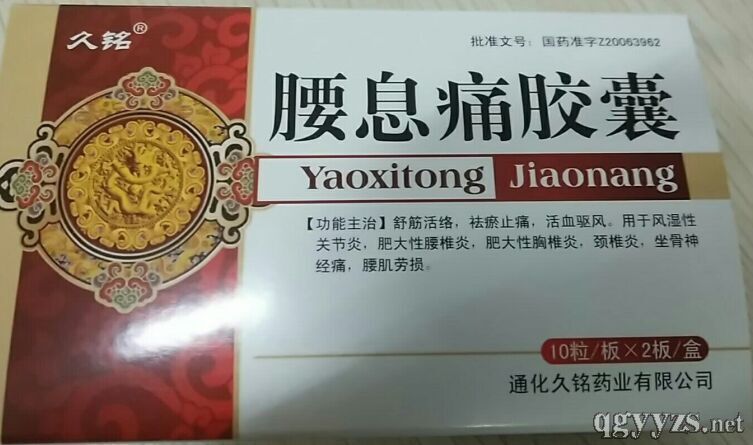 久铭®
批准文号：国药准字Z20063962
腰息痛胶囊
Yaoxitong Jiaonang
【功能主治】舒筋活络，祛瘀止痛，活血驱风。用于风湿性
关节炎，肥大性腰椎炎，肥大性胸椎炎，颈椎炎，坐骨神
经痛，腰肌劳损。
10粒/板×2板/盒
通化久铭药业有限公司
qgyyzs.net